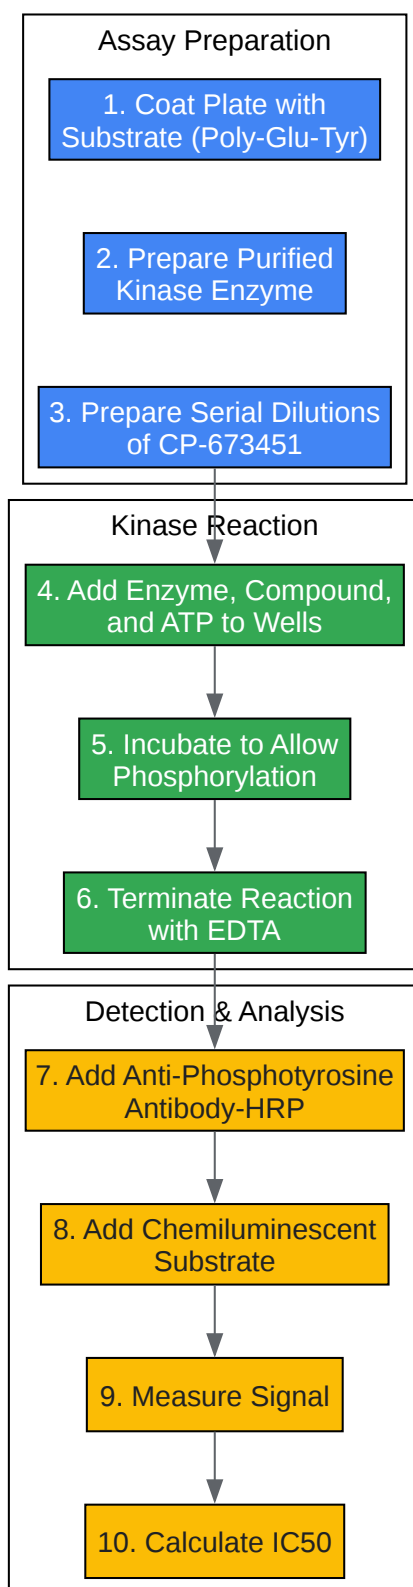 Assay Preparation
1. Coat Plate with
Substrate (Poly-Glu-Tyr)
2. Prepare Purified
Kinase Enzyme
3. Prepare Serial Dilutions
of CP-673451
Kinase Reaction
4. Add Enzyme, Compound,
and ATP to Wells
5. Incubate to Allow
Phosphorylation
6. Terminate Reaction
with EDTA
Detection & Analysis
7. Add Anti-Phosphotyrosine
Antibody-HRP
8. Add Chemiluminescent
Substrate
9. Measure Signal
10. Calculate IC50